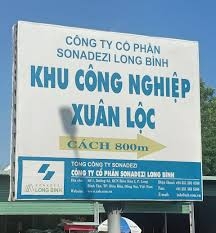 CÔNG TY CỔ PHẦN
SONADEZI LONG BÌNH
KHU CÔNG NGHIỆP
XUÂN LỘC
CÁCH 800m
TỔNG CÔNG TY SONADEZI
CÔNG TY CỔ PHẦN SONADEZI LONG BÌNH
SONADEZI
LONG BÌNH